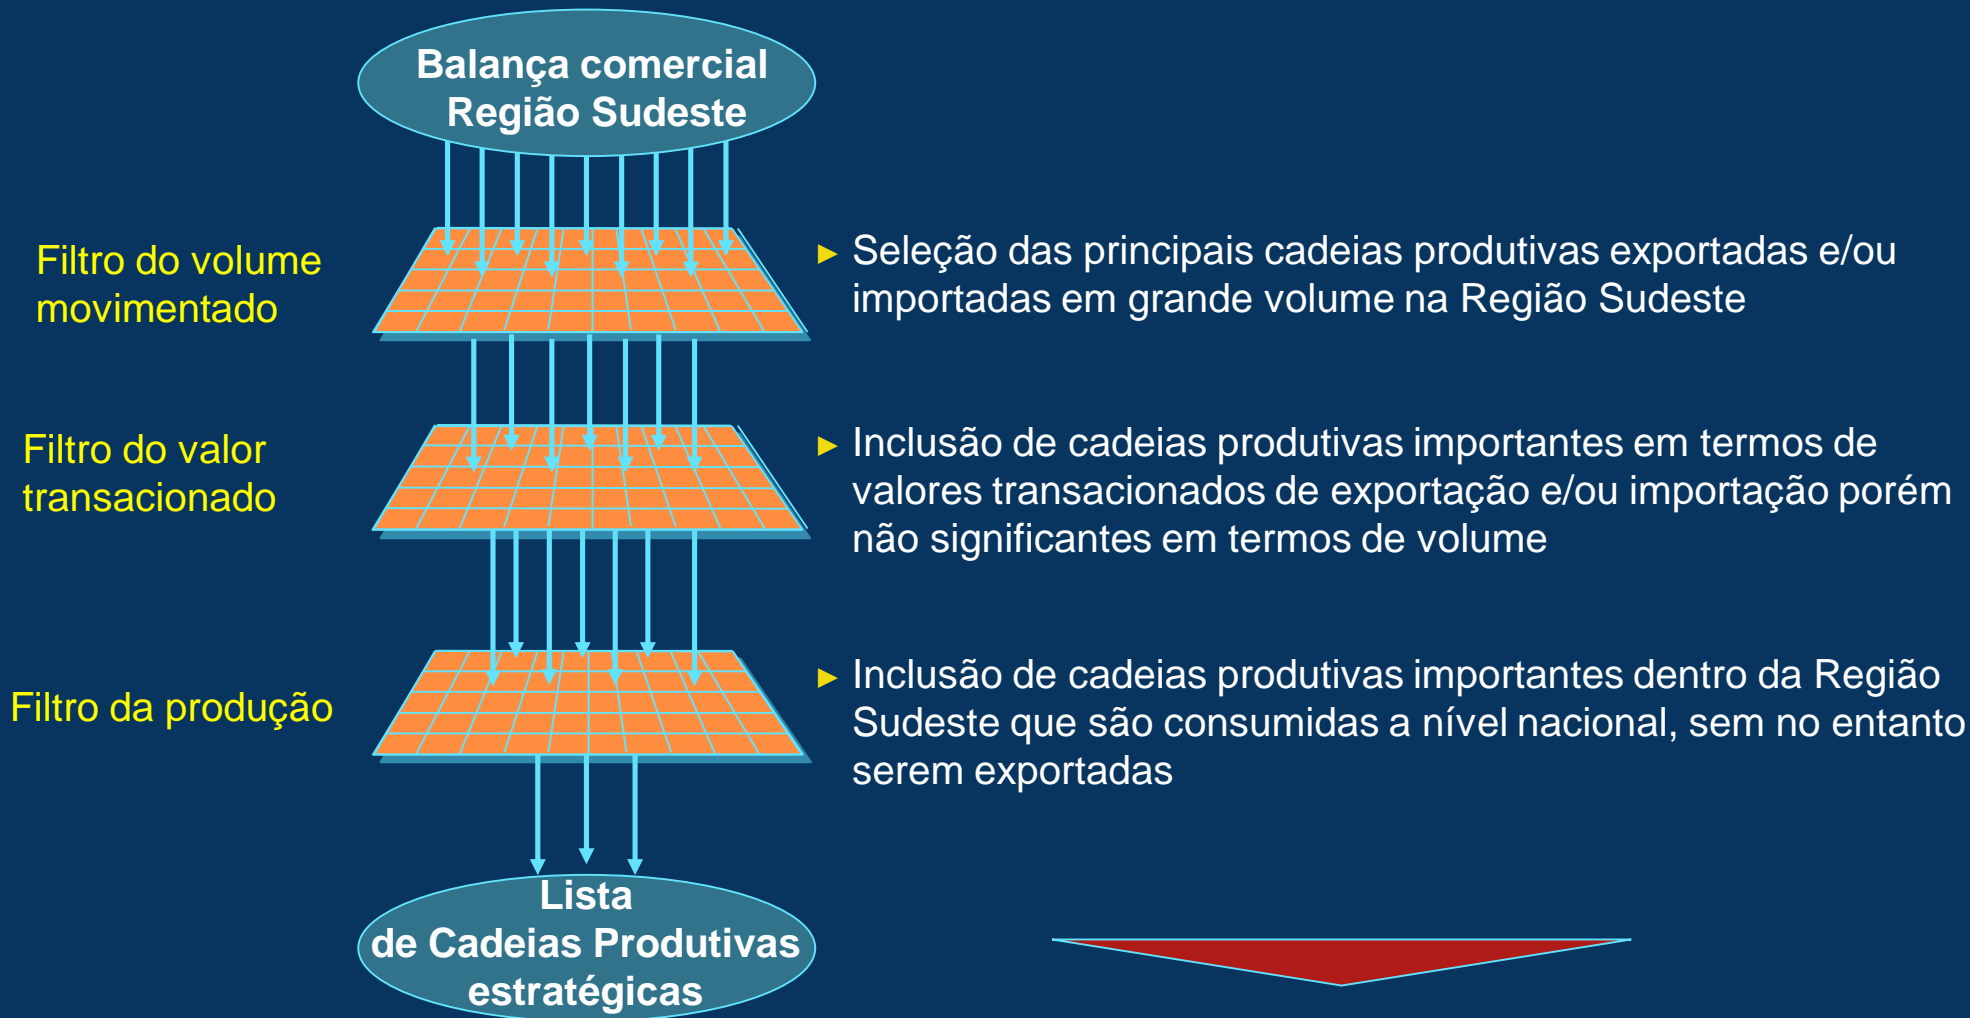 Balança comercial
Região Sudeste
Filtro do volume
movimentado
► Seleção das principais cadeias produtivas exportadas e/ou
importadas em grande volume na Região Sudeste
Filtro do valor
transacionado
► Inclusão de cadeias produtivas importantes em termos de
valores transacionados de exportação e/ou importação porém
não significantes em termos de volume
Filtro da produção
► Inclusão de cadeias produtivas importantes dentro da Região
Sudeste que são consumidas a nível nacional, sem no entanto
serem exportadas
Lista
de Cadeias Produtivas
estratégicas